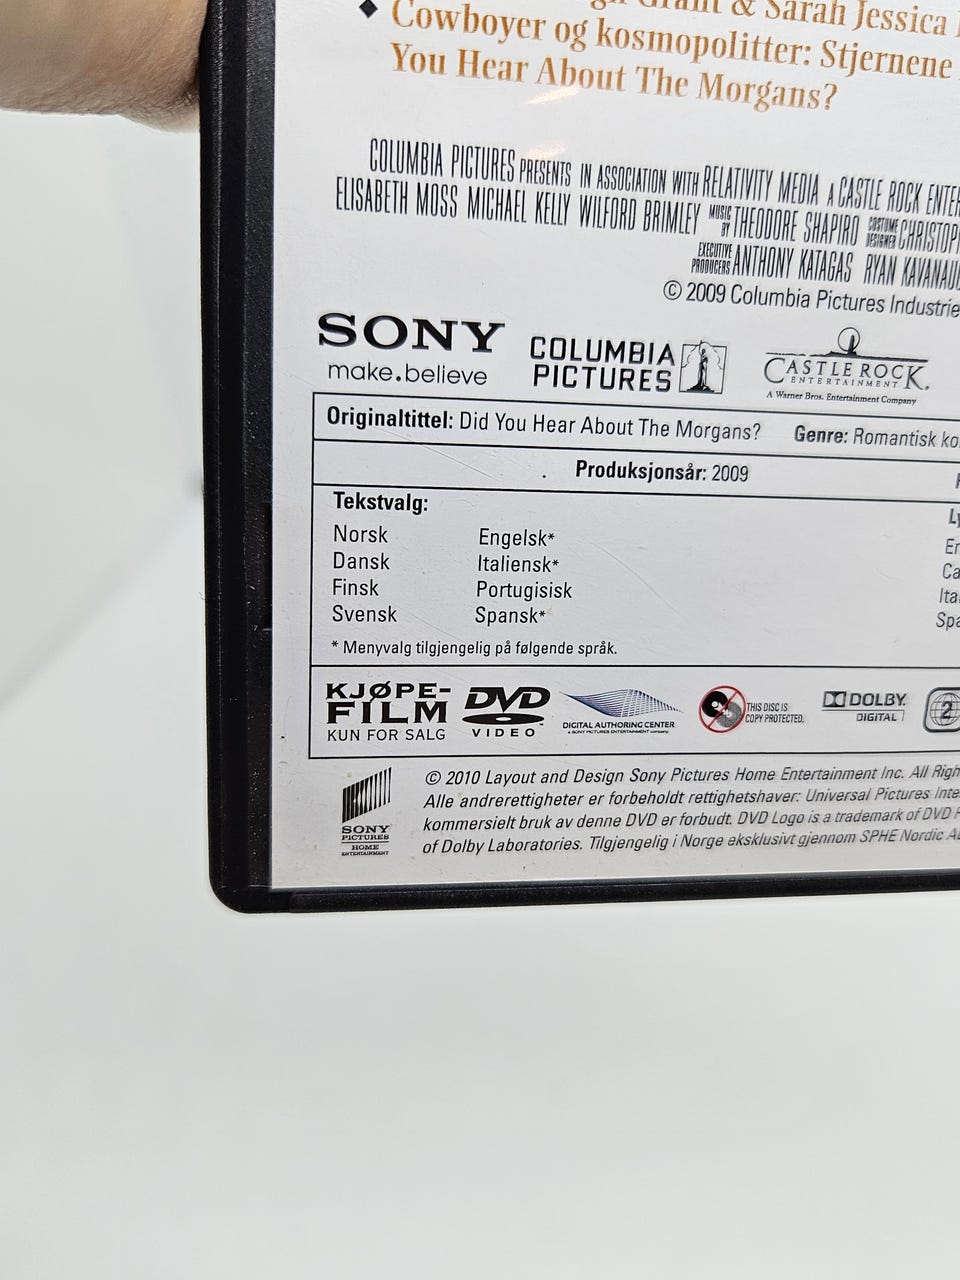 & Sarah Jessica
Cowboyer og kosmopolitter: Stjernene
You Hear About The Morgans?
COLUMBIA PICTURES PRESENTS IN ASSOCIATION WITH RELATIVITY MEDIA A CASTLE ROCK
ELISABETH MOSS MICHAEL KELLY WILFORD BRIMLEY MUSIC BY THEODORE SHAPIRO COSTUME DESIGNER
EXECUTIVE PRODUCERS ANTHONY KATAGAS RYAN
© 2009 Columbia Pictures
SONY
make.believe
COLUMBIA
PICTURES
CASTLE ROCK
ENTERTAINMENT
A Warner Bros. Entertainment Company
Originaltittel: Did You Hear About The Morgans? Genre: Romantisk
Produksjonsår: 2009
Tekstvalg:
Norsk Engelsk*
Dansk Italiensk*
Finsk Portugisisk
Svensk Spansk*
* Menyvalg tilgjengelig på følgende språk.
KJØPE-
FILM
KUN FOR SALG
DVD
VIDEO
DIGITAL AUTHORING CENTER
A SONY PICTURES ENTERTAINMENT company
THIS DISC IS
COPY PROTECTED.
DOLBY
DIGITAL
2
SONY
PICTURES
HOME
ENTERTAINMENT
© 2010 Layout and Design Sony Pictures Home Entertainment Inc. All
Alle andrerettigheter er forbeholdt rettighetshaver: Universal Pictures
kommersielt bruk av denne DVD er forbudt. DVD Logo is a trademark of DVD
of Dolby Laboratories. Tilgjengelig i Norge eksklusivt gjennom SPHE Nordic